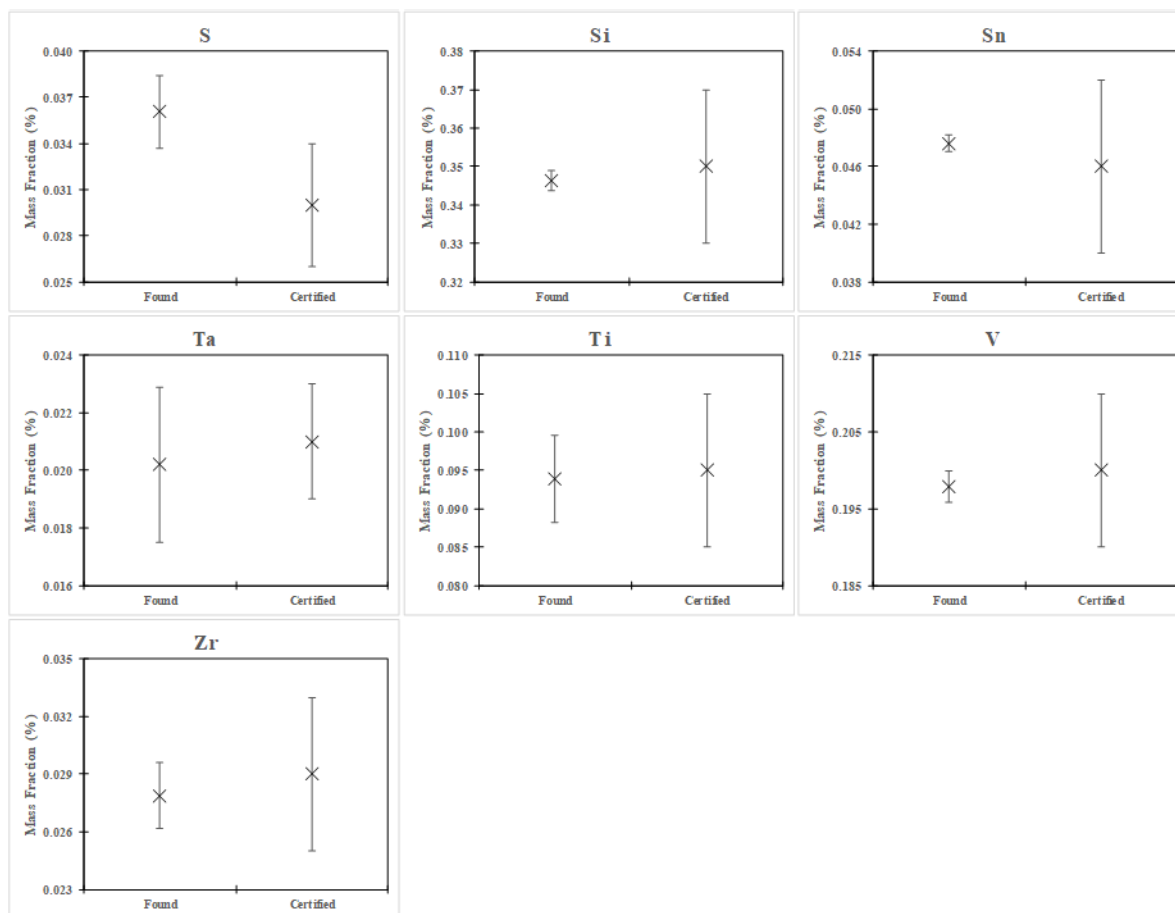 S
Mass Fraction (%)
0.040
0.037
0.034
0.031
0.028
0.025
Found Certified
Si
Mass Fraction (%)
0.38
0.37
0.36
0.35
0.34
0.33
0.32
Found Certified
Sn
Mass Fraction (%)
0.054
0.050
0.046
0.042
0.038
Found Certified
Ta
Mass Fraction (%)
0.024
0.022
0.020
0.018
0.016
Found Certified
Ti
Mass Fraction (%)
0.110
0.105
0.100
0.095
0.090
0.085
0.080
Found Certified
V
Mass Fraction (%)
0.215
0.205
0.195
0.185
Found Certified
Zr
Mass Fraction (%)
0.035
0.032
0.029
0.026
0.023
Found Certified